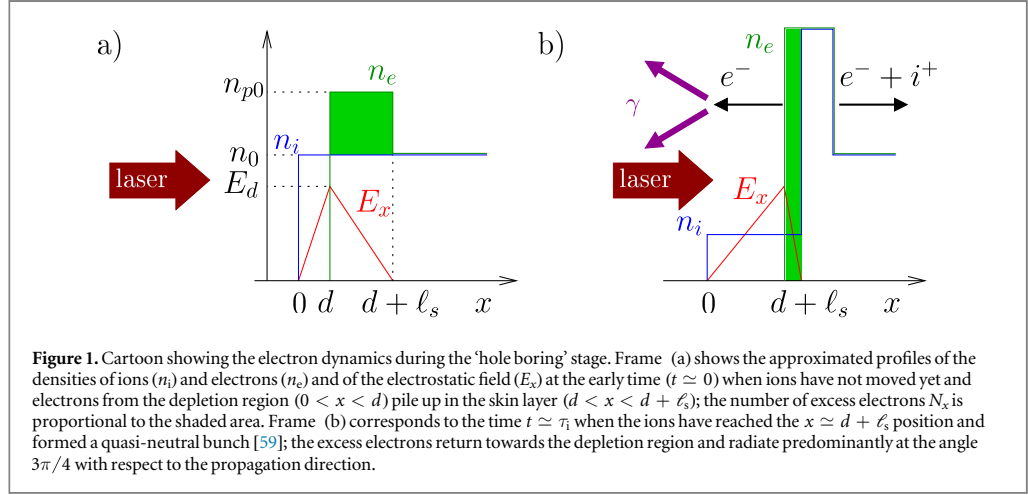 a)
n_e
n_{p0}
n_i
n_0
laser
E_d
E_x
0 d d + ℓ_s x
b)
n_e
e^- e^- + i^+
γ
laser
E_x
n_i
0 d + ℓ_s x
Figure 1. Cartoon showing the electron dynamics during the ‘hole boring’ stage. Frame (a) shows the approximated profiles of the
densities of ions (n_i) and electrons (n_e) and of the electrostatic field (E_x) at the early time (t ≃ 0) when ions have not moved yet and
electrons from the depletion region (0 < x < d) pile up in the skin layer (d < x < d + ℓ_s); the number of excess electrons N_x is
proportional to the shaded area. Frame (b) corresponds to the time t ≃ τ_i when the ions have reached the x ≃ d + ℓ_s position and
formed a quasi-neutral bunch [59]; the excess electrons return towards the depletion region and radiate predominantly at the angle
3π/4 with respect to the propagation direction.